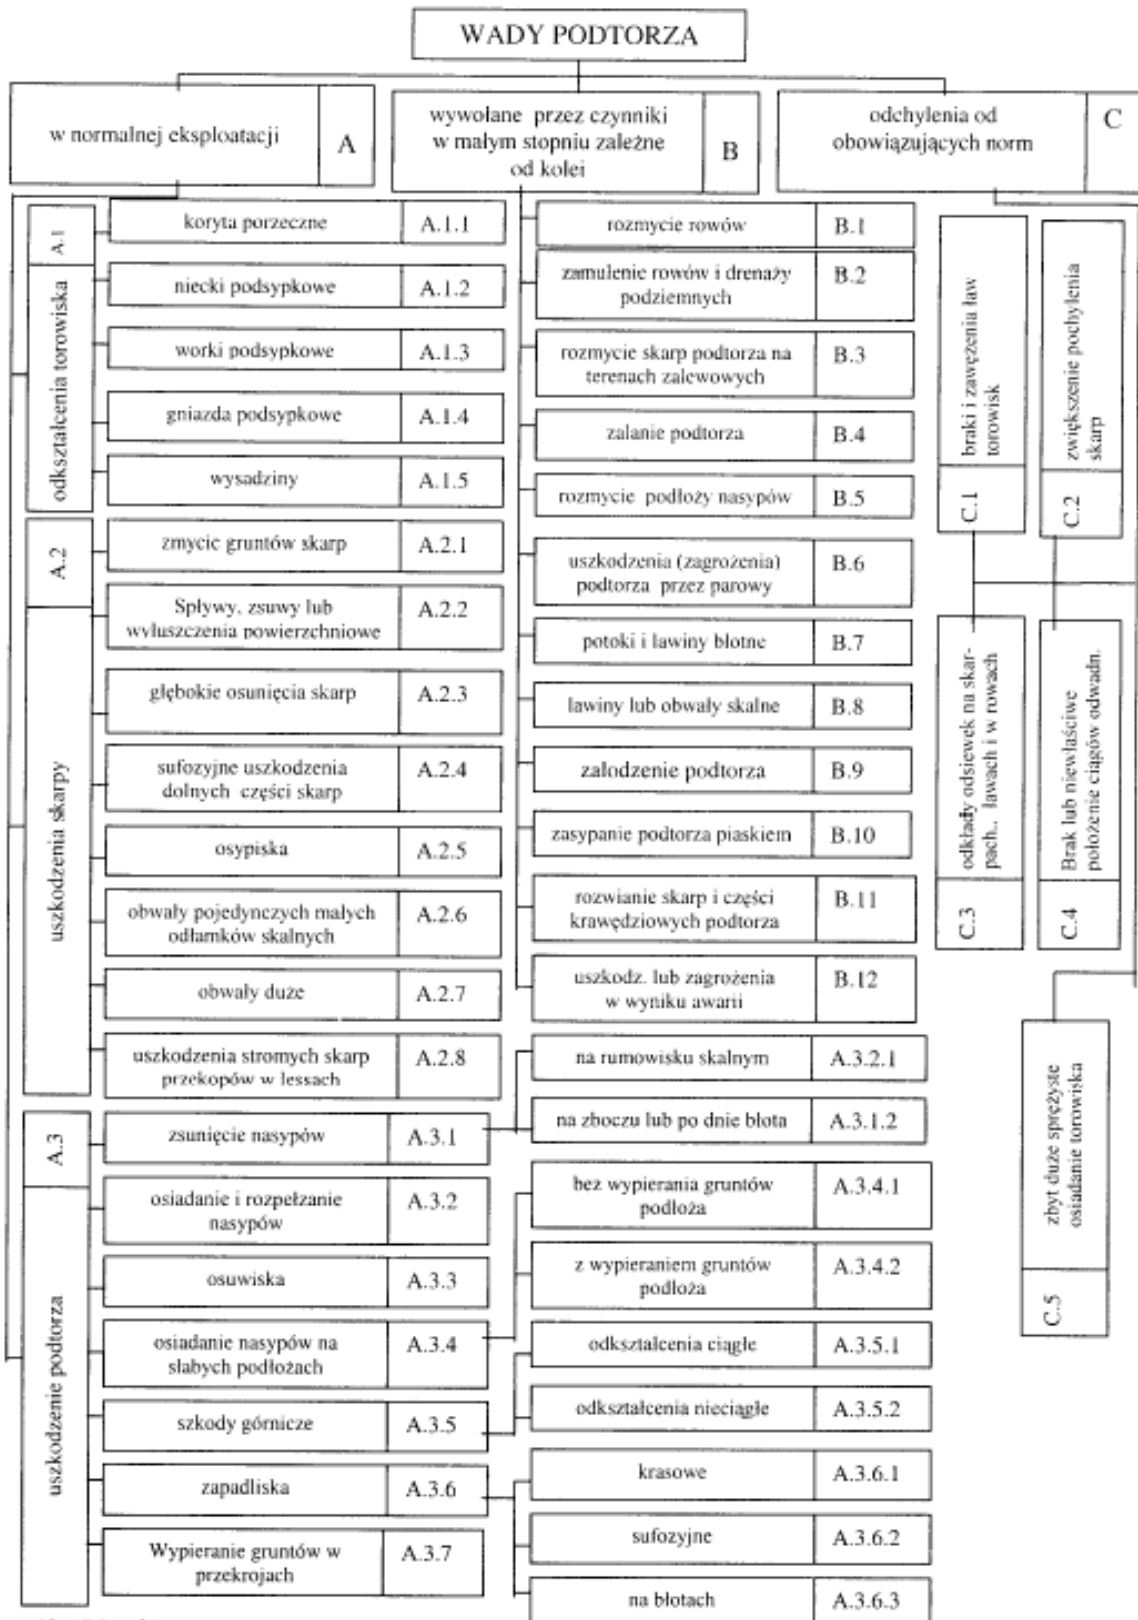 WADY PODTORZA
w normalnej eksploatacji
A
wywołane przez czynniki
w małym stopniu zależne
od kolei
B
odchylenia od
obowiązujących norm
C
A.1
odkształcenia torowiska
koryta porzeczne
A.1.1
niecki podsypkowe
A.1.2
worki podsypkowe
A.1.3
gniazda podsypkowe
A.1.4
wysadziny
A.1.5
A.2
uszkodzenia skarpy
zmycic gruntów skarp
A.2.1
Spływy, zsuwy lub
wyłuszczenia powierzchniowe
A.2.2
głębokie osunięcia skarp
A.2.3
sufozyjne uszkodzenia
dolnych części skarp
A.2.4
osypiska
A.2.5
obwały pojedynczych małych
odłamków skalnych
A.2.6
obwały duże
A.2.7
uszkodzenia stromych skarp
przekopów w lessach
A.2.8
A.3
uszkodzenie podtorza
zsunięcie nasypów
A.3.1
osiadanie i rozpełzanie
nasypów
A.3.2
osuwiska
A.3.3
osiadanie nasypów na
słabych podłożach
A.3.4
szkody górnicze
A.3.5
zapadliska
A.3.6
Wypieranie gruntów w
przekrojach
A.3.7
rozmycie rowów
B.1
zamulenie rowów i drenaży
podziemnych
B.2
rozmycie skarp podtorza na
terenach zalewowych
B.3
zalanie podtorza
B.4
rozmycie podłoży nasypów
B.5
uszkodzenia (zagrożenia)
podtorza przez parowy
B.6
potoki i lawiny błotne
B.7
lawiny lub obwały skalne
B.8
zalodzenie podtorza
B.9
zasypanie podtorza piaskiem
B.10
rozwianie skarp i części
krawędziowych podtorza
B.11
uszkodz. lub zagrożenia
w wyniku awarii
B.12
na rumowisku skalnym
A.3.2.1
na zboczu lub po dnie błota
A.3.1.2
bez wypierania gruntów
podłoża
A.3.4.1
z wypieraniem gruntów
podłoża
A.3.4.2
odkształcenia ciągłe
A.3.5.1
odkształcenia nieciągłe
A.3.5.2
krasowe
A.3.6.1
sufozyjne
A.3.6.2
na błotach
A.3.6.3
braki i zawężenia ław
torowisk
C.1
zwiększenie pochylenia
skarp
C.2
odkłady odsiewek na skar-
pach., ławach i w rowach
C.3
Brak lub niewłaściwe
położenie ciągów odwadn.
C.4
zbyt duże sprężyste
osiadanie torowiska
C.5